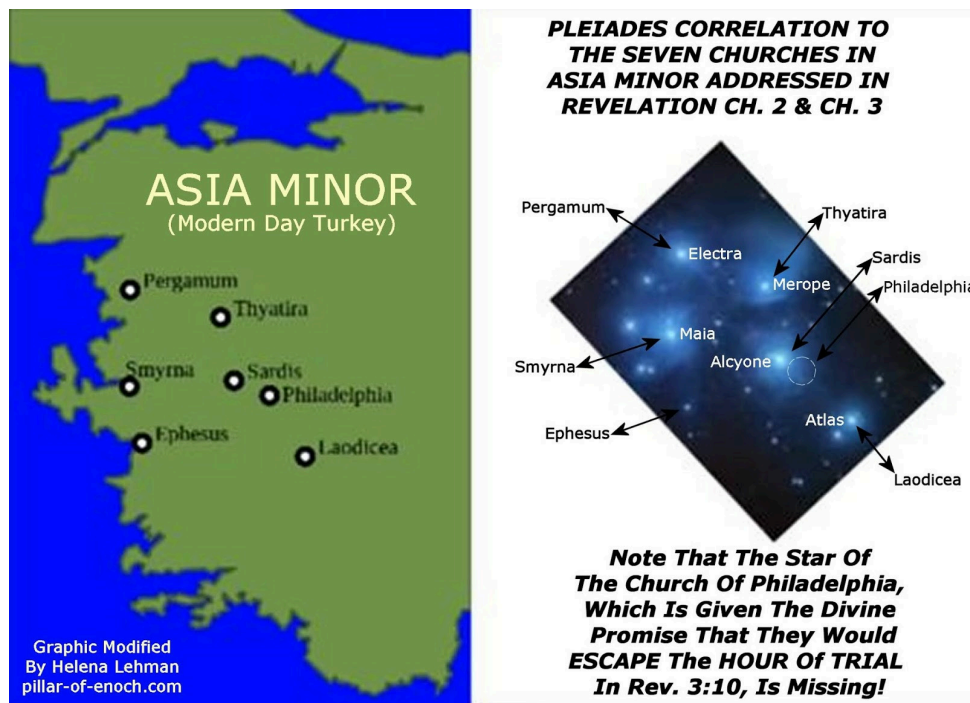 ASIA MINOR
(Modern Day Turkey)
Pergamum
Thyatira
Smyrna
Sardis
Philadelphia
Ephesus
Laodicea
Graphic Modified
By Helena Lehman
pillar-of-enoch.com
PLEIADES CORRELATION TO
THE SEVEN CHURCHES IN
ASIA MINOR ADDRESSED IN
REVELATION CH. 2 & CH. 3
Pergamum
Thyatira
Electra
Sardis
Merope
Philadelphia
Maia
Alcyone
Smyrna
Atlas
Ephesus
Laodicea
Note That The Star Of
The Church Of Philadelphia,
Which Is Given The Divine
Promise That They Would
ESCAPE The HOUR Of TRIAL
In Rev. 3:10, Is Missing!